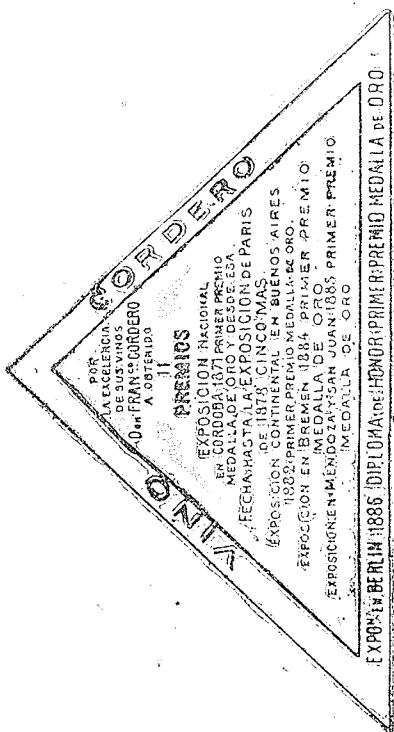 VINO CORDERO
POR
LA EXCELENCIA
DE SUS VINOS
Don FRANco CORDERO
A OBTENIDO
11
PREMIOS
EXPOSICION NACIONAL
EN CORDOBA 1871 PRIMER PREMIO
MEDALLA DE ORO Y DESDE ESA
FECHA HASTA LA EXPOSICION DE PARIS
DE 1878 CINCO MAS
EXPOSICION CONTINENTAL EN BUENOS AIRES
1882 PRIMER PREMIO MEDALLA DE ORO.
EXPOSICION EN BREMEN 1884 PRIMER PREMIO
MEDALLA DE ORO
EXPOSICION EN MENDOZA Y SAN JUAN 1885 PRIMER PREMIO
MEDALLA DE ORO
EXPON EN BERLIN 1886 DIPLOMA DE HONOR PRIMER PREMIO MEDALLA DE ORO